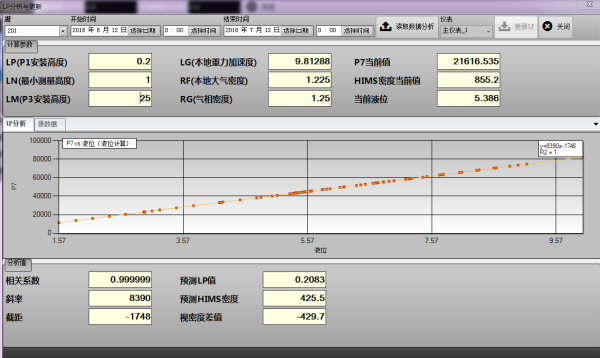 LP分析与更新
罐
开始时间
结束时间
仪表
201
2018 年 6 月 12 日
选择日期
0 : 00
选择时间
2018 年 7 月 12 日
选择日期
0 : 00
选择时间
读取数据分析
主仪表_1
更新LP
关闭
计算参数
LP(P1安装高度)
0.2
LG(本地重力加速度)
9.81288
P7当前值
21616.535
LN(最小测量高度)
1
RF(本地大气密度)
1.225
HIMS密度当前值
855.2
LM(P3安装高度)
25
RG(气相密度)
1.25
当前液位
5.386
LP分析
源数据
P7 vs 液位（液位计算）
y=8390x-1748
R2 = 1
100000
80000
60000
40000
20000
0
P7
1.57
3.57
5.57
7.57
9.57
液位
分析值
相关系数
0.999999
预测LP值
0.2083
斜率
8390
预测HIMS密度
425.5
截距
-1748
视密度差值
-429.7